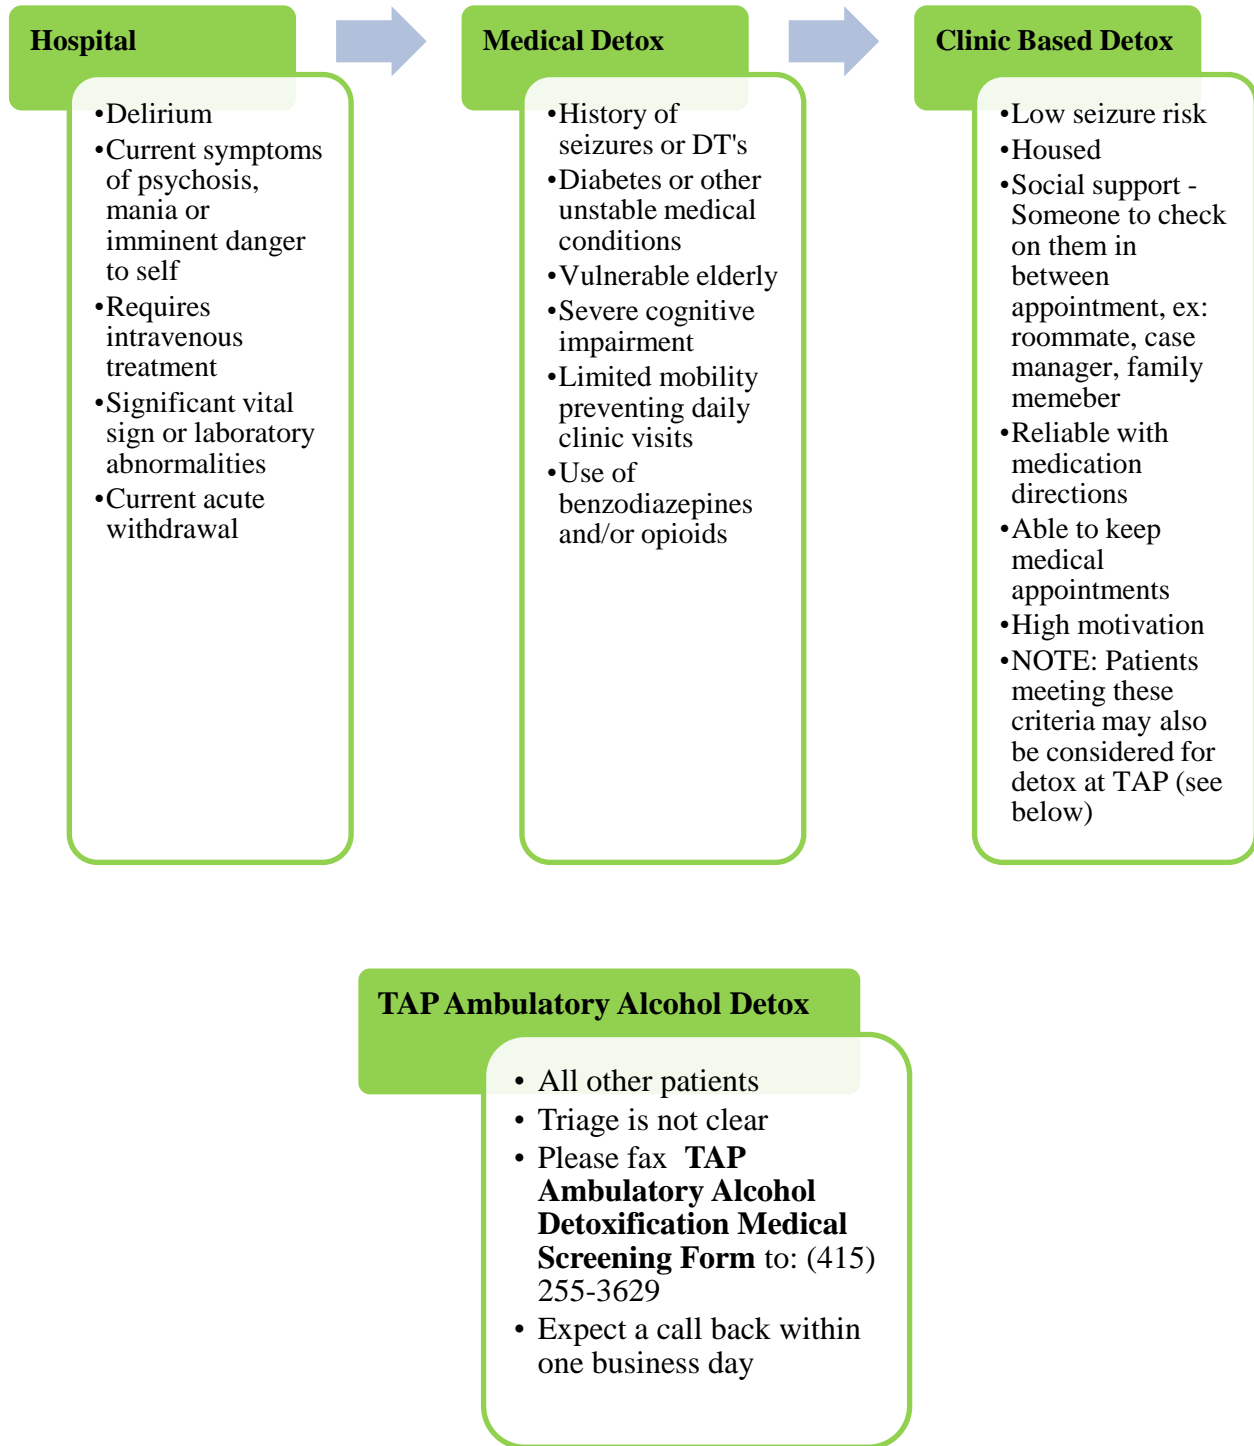 Hospital
•Delirium
•Current symptoms
of psychosis,
mania or
imminent danger
to self
•Requires
intravenous
treatment
•Significant vital
sign or laboratory
abnormalities
•Current acute
withdrawal
Medical Detox
•History of
seizures or DT's
•Diabetes or other
unstable medical
conditions
•Vulnerable elderly
•Severe cognitive
impairment
•Limited mobility
preventing daily
clinic visits
•Use of
benzodiazepines
and/or opioids
Clinic Based Detox
•Low seizure risk
•Housed
•Social support -
Someone to check
on them in
between
appointment, ex:
roommate, case
manager, family
memeber
•Reliable with
medication
directions
•Able to keep
medical
appointments
•High motivation
•NOTE: Patients
meeting these
criteria may also
be considered for
detox at TAP (see
below)
TAP Ambulatory Alcohol Detox
• All other patients
• Triage is not clear
• Please fax TAP
Ambulatory Alcohol
Detoxification Medical
Screening Form to: (415)
255-3629
• Expect a call back within
one business day